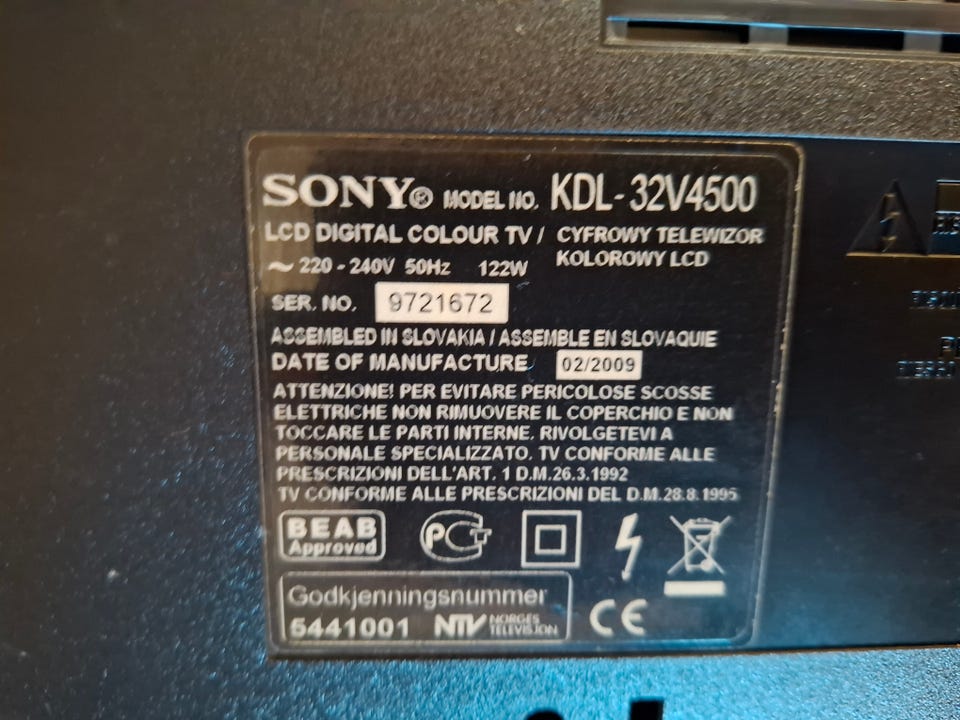 SONY® MODEL NO. KDL-32V4500
LCD DIGITAL COLOUR TV / CYFROWY TELEWIZOR
KOLOROWY LCD
~ 220 - 240V 50Hz 122W
SER. NO. 9721672
ASSEMBLED IN SLOVAKIA / ASSEMBLE EN SLOVAQUIE
DATE OF MANUFACTURE 02/2009
ATTENZIONE! PER EVITARE PERICOLOSE SCOSSE
ELETTRICHE NON RIMUOVERE IL COPERCHIO E NON
TOCCARE LE PARTI INTERNE. RIVOLGETEVI A
PERSONALE SPECIALIZZATO. TV CONFORME ALLE
PRESCRIZIONI DELL'ART. 1 D.M.26.3.1992
TV CONFORME ALLE PRESCRIZIONI DEL D.M.28.8.1995
BEAB
Approved
PCT
Godkjenningsnummer
5441001 NTV NORGES
TELEVISJON
CE